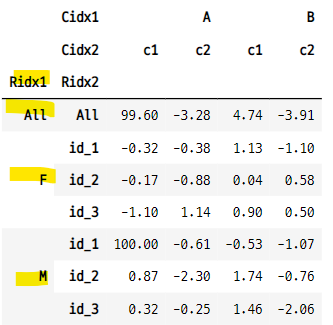 Cidx1 A B
Cidx2 c1 c2 c1 c2
Ridx1 Ridx2
All All 99.60 -3.28 4.74 -3.91
id_1 -0.32 -0.38 1.13 -1.10
F id_2 -0.17 -0.88 0.04 0.58
id_3 -1.10 1.14 0.90 0.50
id_1 100.00 -0.61 -0.53 -1.07
M id_2 0.87 -2.30 1.74 -0.76
id_3 0.32 -0.25 1.46 -2.06